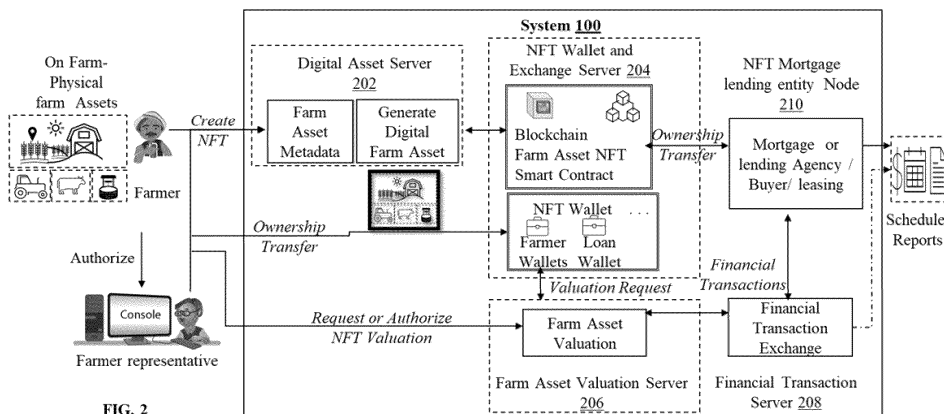 System 100
On Farm-
Physical
farm Assets
Farmer
Authorize
Console
Farmer representative
FIG. 2
Create
NFT
Ownership
Transfer
Request or Authorize
NFT Valuation
Digital Asset Server
202
Farm
Asset
Metadata
Generate
Digital
Farm Asset
NFT Wallet and
Exchange Server 204
Blockchain
Farm Asset NFT
Smart Contract
NFT Wallet
. . .
Farmer
Wallets
Loan
Wallet
Valuation Request
Farm Asset
Valuation
Farm Asset Valuation Server
206
Ownership
Transfer
NFT Mortgage
lending entity Node
210
Mortgage or
lending Agency /
Buyer/ leasing
Financial
Transactions
Financial
Transaction
Exchange
Financial Transaction
Server 208
$
Schedule
Reports